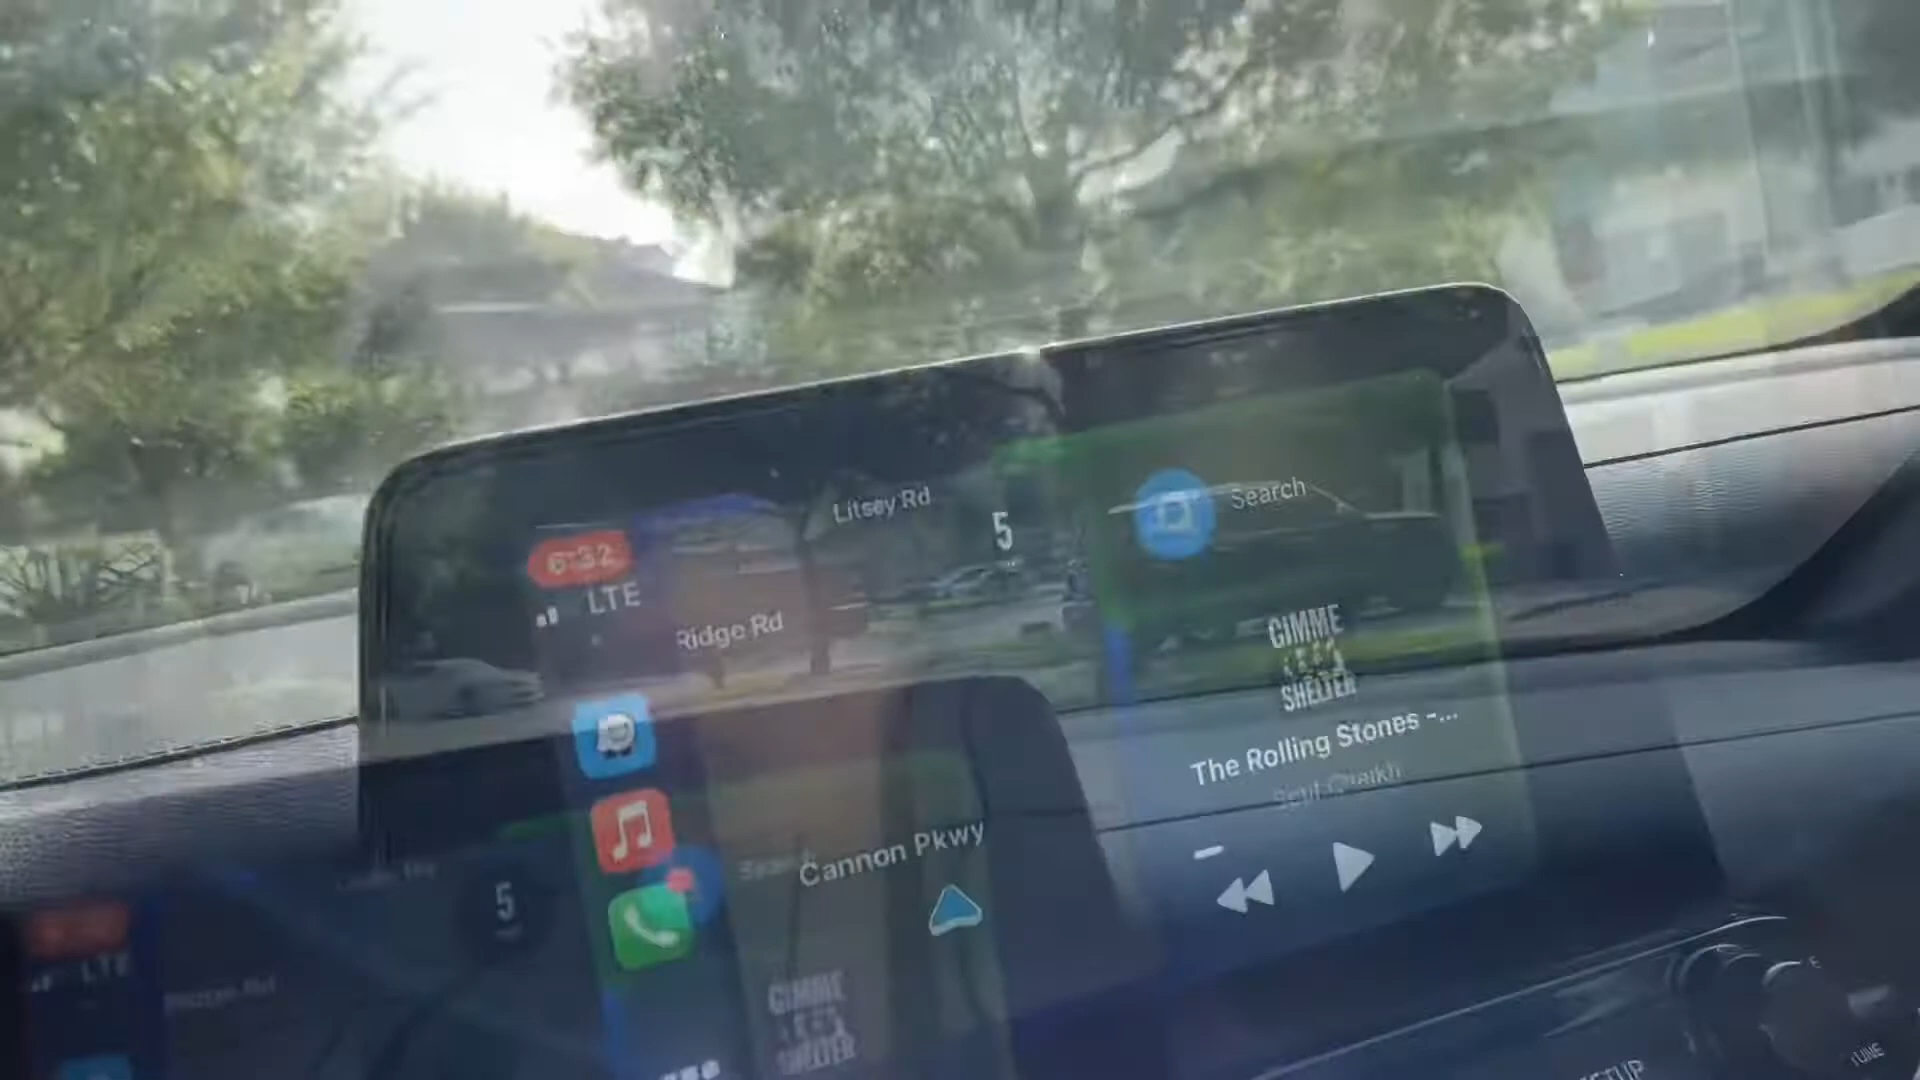 Litsey Rd
5
Search
6:32
LTE
Ridge Rd
GIMME
SHELTER
The Rolling Stones -...
Cannon Pkwy
5
LTE
GIMME
SHELTER
TUNE